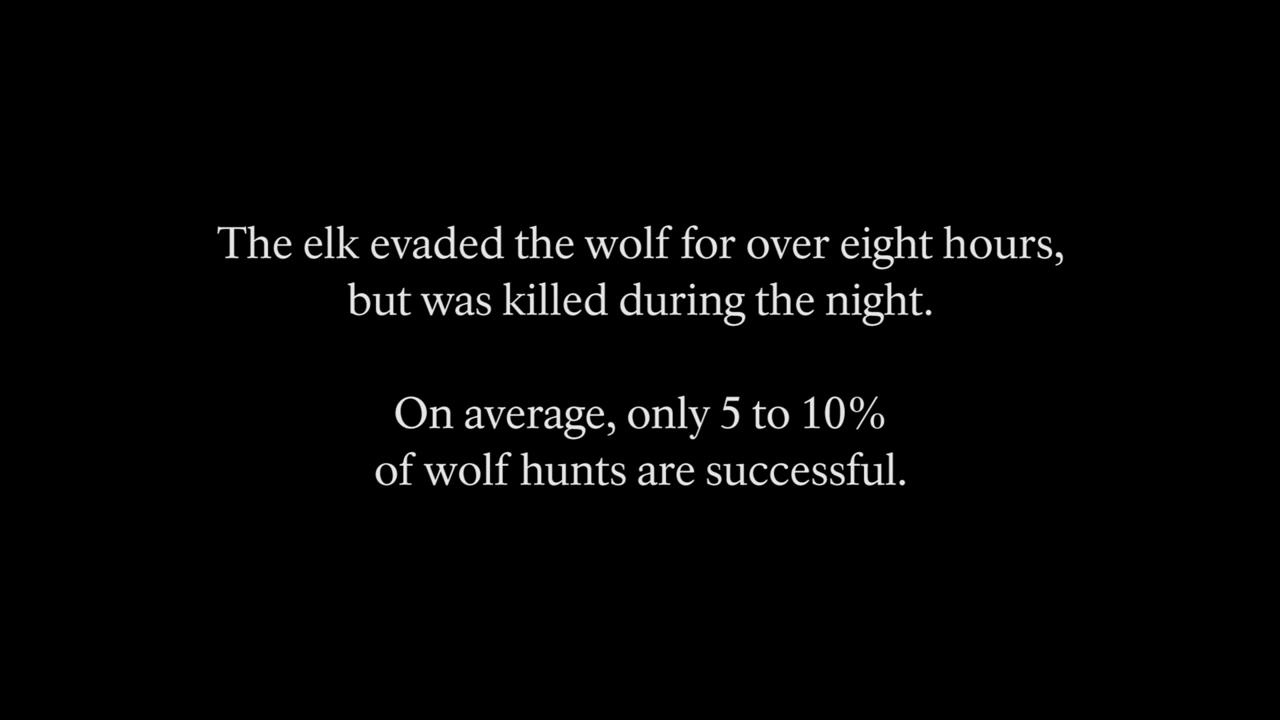 The elk evaded the wolf for over eight hours,
but was killed during the night.
On average, only 5 to 10%
of wolf hunts are successful.